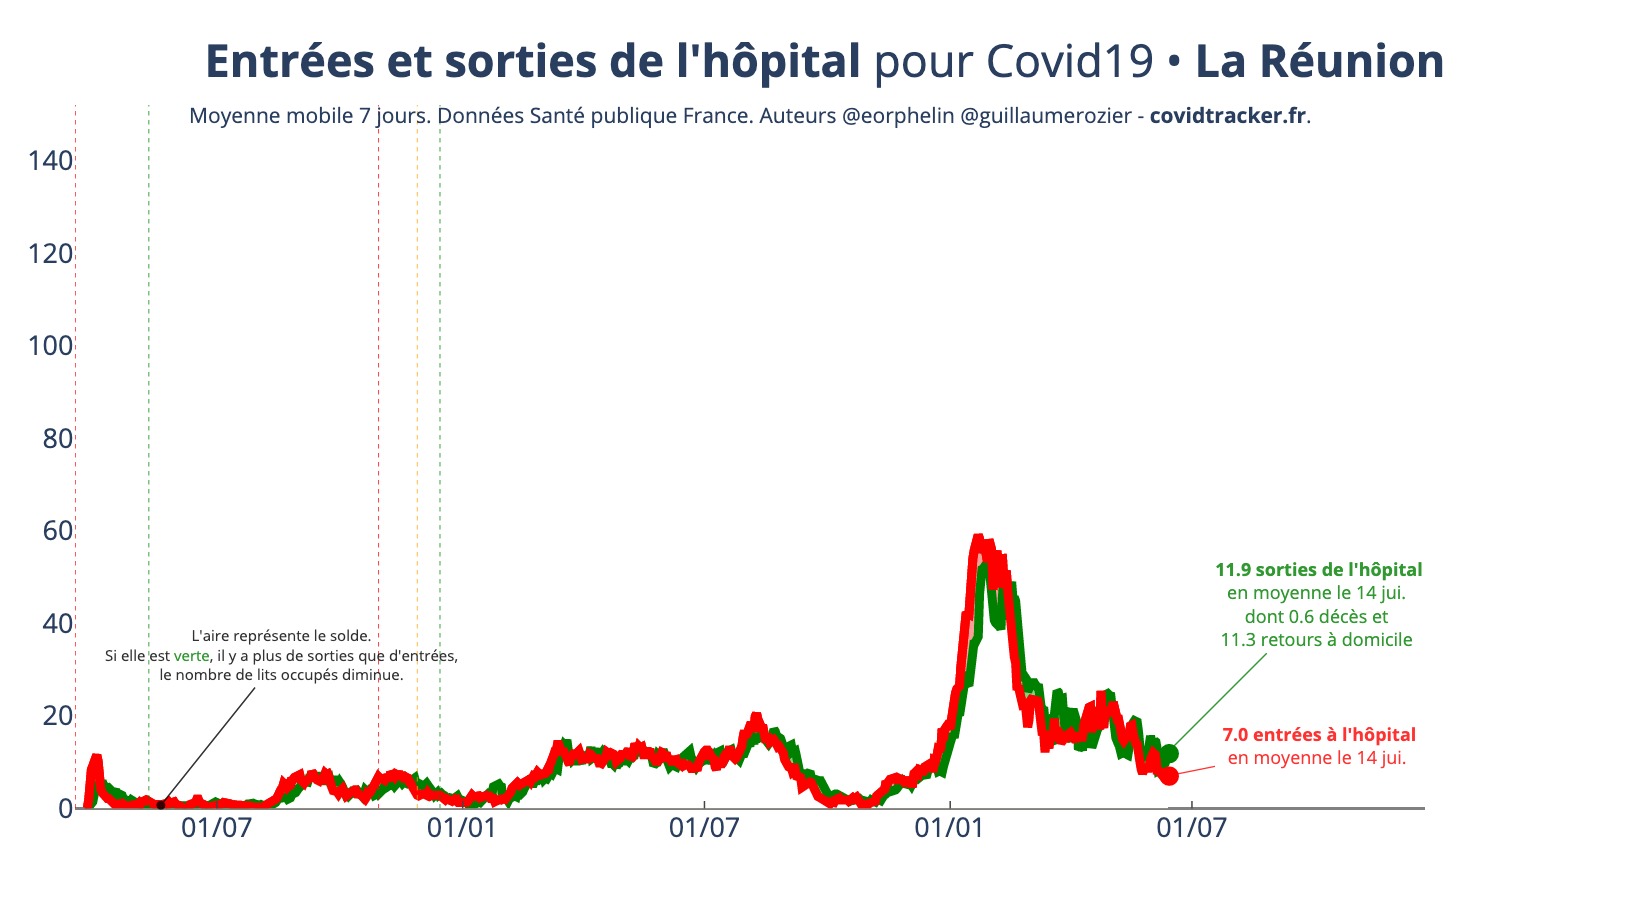 Entrées et sorties de l'hôpital pour Covid19 • La Réunion
Moyenne mobile 7 jours. Données Santé publique France. Auteurs @eorphelin @guillaumerozier - covidtracker.fr.
140
120
100
80
60
40
20
0
L'aire représente le solde.
Si elle est verte, il y a plus de sorties que d'entrées,
le nombre de lits occupés diminue.
11.9 sorties de l'hôpital
en moyenne le 14 jui.
dont 0.6 décès et
11.3 retours à domicile
7.0 entrées à l'hôpital
en moyenne le 14 jui.
01/07
01/01
01/07
01/01
01/07